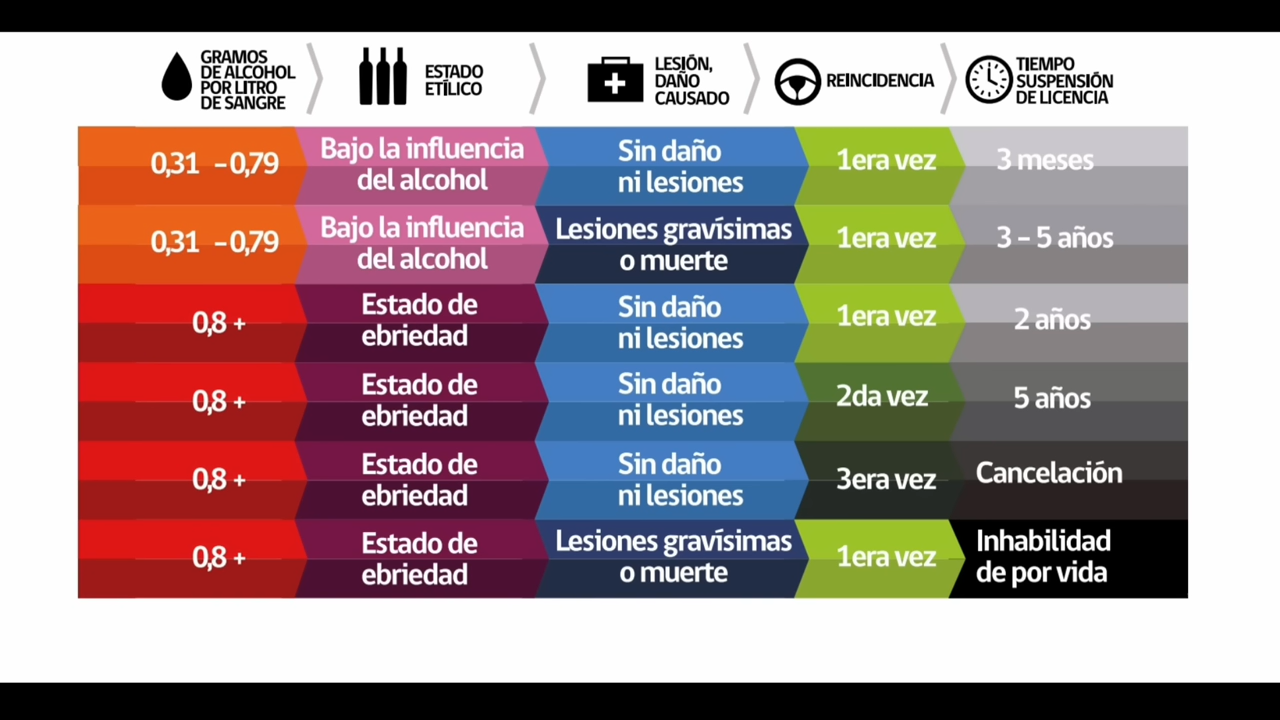 GRAMOS
DE ALCOHOL
POR LITRO
DE SANGRE
ESTADO
ETÍLICO
LESIÓN,
DAÑO
CAUSADO
REINCIDENCIA
TIEMPO
SUSPENSIÓN
DE LICENCIA
0,31 – 0,79
Bajo la influencia
del alcohol
Sin daño
ni lesiones
1era vez
3 meses
0,31 – 0,79
Bajo la influencia
del alcohol
Lesiones gravísimas
o muerte
1era vez
3 – 5 años
0,8 +
Estado de
ebriedad
Sin daño
ni lesiones
1era vez
2 años
0,8 +
Estado de
ebriedad
Sin daño
ni lesiones
2da vez
5 años
0,8 +
Estado de
ebriedad
Sin daño
ni lesiones
3era vez
Cancelación
0,8 +
Estado de
ebriedad
Lesiones gravísimas
o muerte
1era vez
Inhabilidad
de por vida